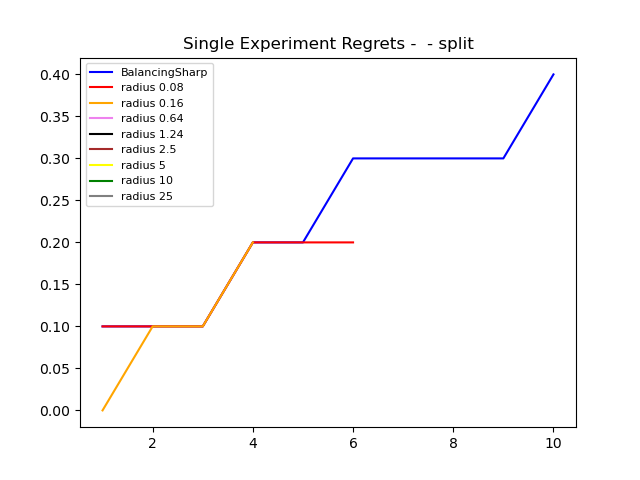 Single Experiment Regrets -  - split
BalancingSharp
radius 0.08
radius 0.16
radius 0.64
radius 1.24
radius 2.5
radius 5
radius 10
radius 25
0.40
0.35
0.30
0.25
0.20
0.15
0.10
0.05
0.00
2 4 6 8 10